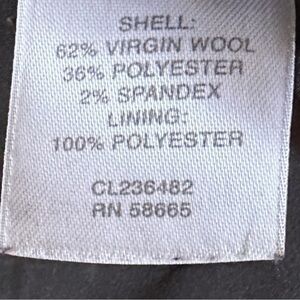 SHELL:
62% VIRGIN WOOL
36% POLYESTER
2% SPANDEX
LINING:
100% POLYESTER
CL236482
RN 58665